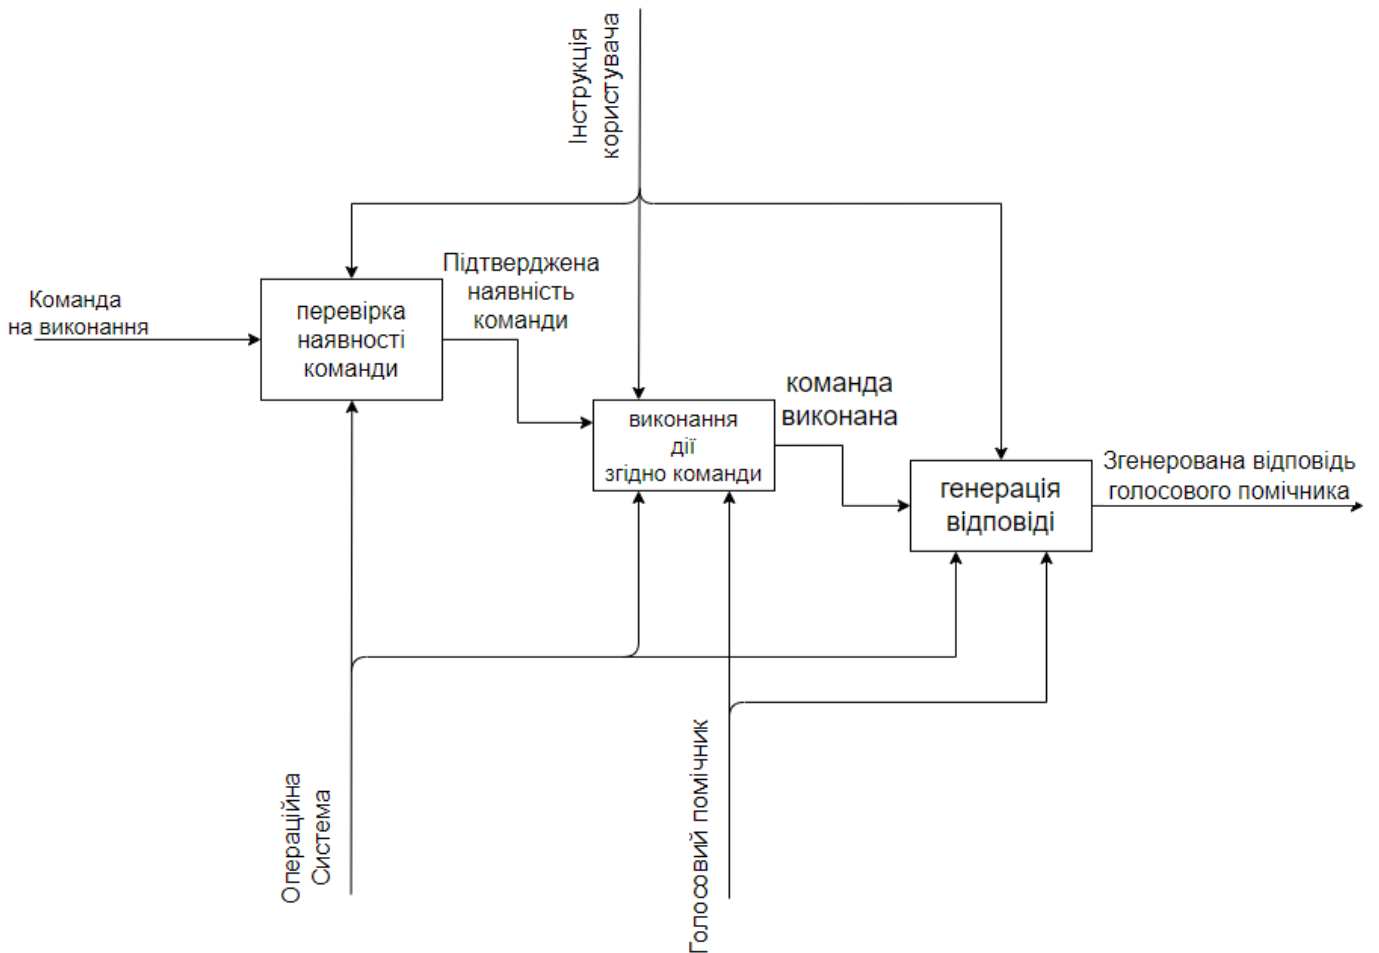 Інструкція
користувача
Команда
на виконання
перевірка
наявності
команди
Підтверджена
наявність
команди
виконання
дії
згідно команди
команда
виконана
генерація
відповіді
Згенерована відповідь
голосового помічника
Операційна
Система
Голосовий помічник